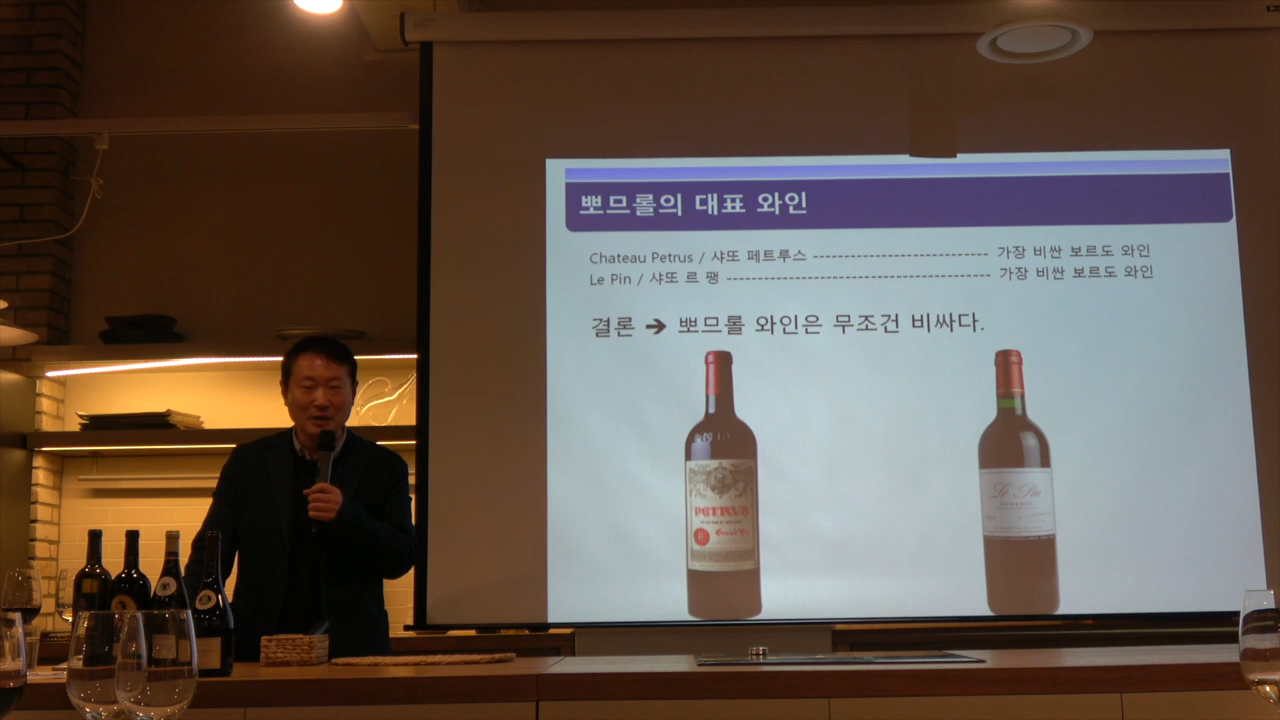 뽀므롤의 대표 와인
Chateau Petrus / 샤또 페트루스 ----------------------------- 가장 비싼 보르도 와인
Le Pin / 샤또 르 팽 ------------------------------------------- 가장 비싼 보르도 와인
결론 ➔ 뽀므롤 와인은 무조건 비싸다.
PETRUS
POMEROL
Grand Vin
Le Pin